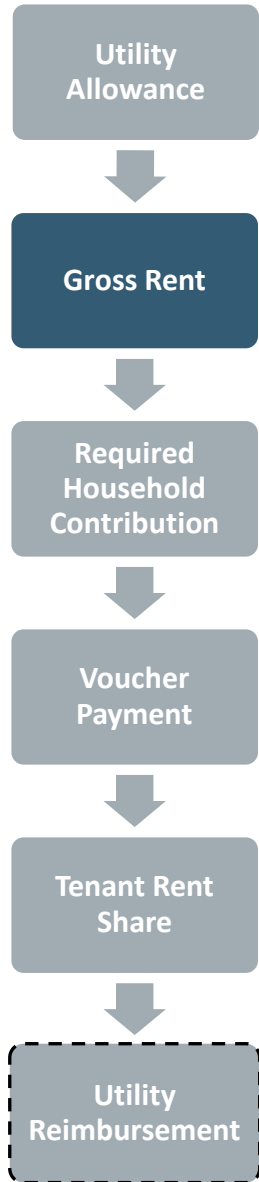 Utility
Allowance
Gross Rent
Required
Household
Contribution
Voucher
Payment
Tenant Rent
Share
Utility
Reimbursement